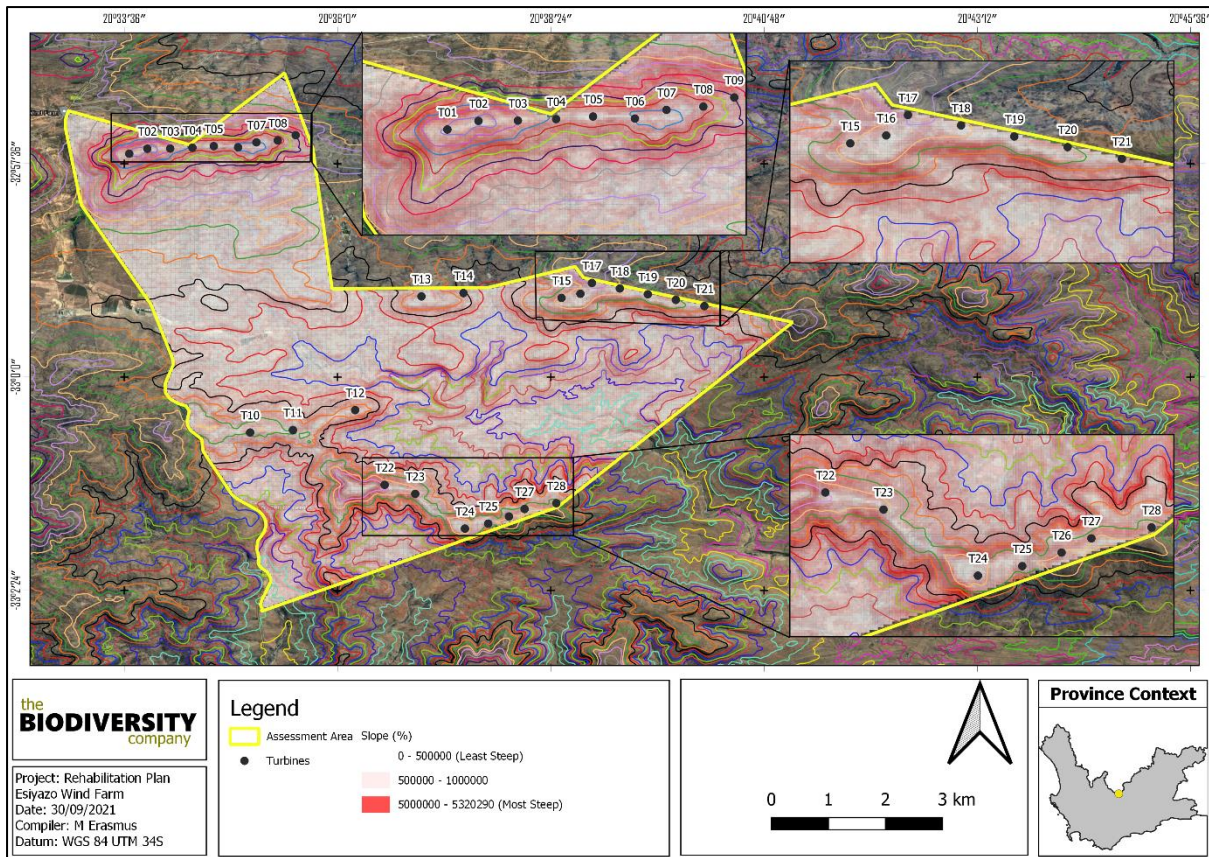 20°33'36" 20°36'0" 20°38'24" 20°40'48" 20°43'12" 20°45'36"
-32°57'36"
-33°0'0"
-33°2'24"
T02 T03 T04 T05 T07 T08
T13 T14 T15 T17 T18 T19 T20 T21
T10 T11 T12
T22 T23 T24 T25 T27 T28
T01 T02 T03 T04 T05 T06 T07 T08 T09
T15 T16 T17 T18 T19 T20 T21
T22 T23 T24 T25 T26 T27 T28
the
BIODIVERSITY
company
Project: Rehabilitation Plan
Esiyazo Wind Farm
Date: 30/09/2021
Compiler: M Erasmus
Datum: WGS 84 UTM 34S
Legend
Assessment Area
Turbines
Slope (%)
0 - 500000 (Least Steep)
500000 - 1000000
5000000 - 5320290 (Most Steep)
0 1 2 3 km
Province Context